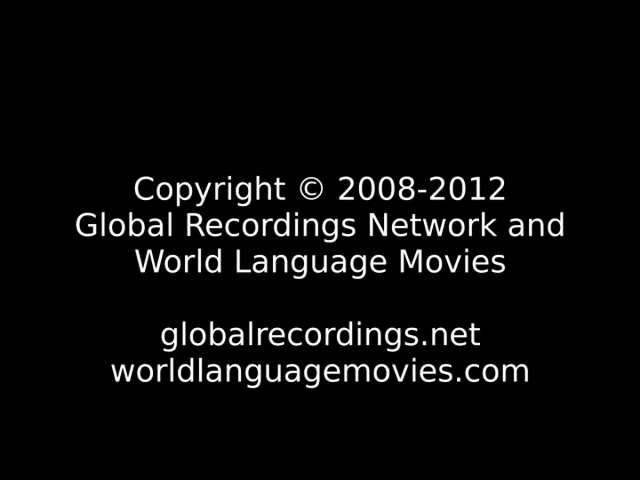 Copyright © 2008-2012
Global Recordings Network and
World Language Movies
globalrecordings.net
worldlanguagemovies.com